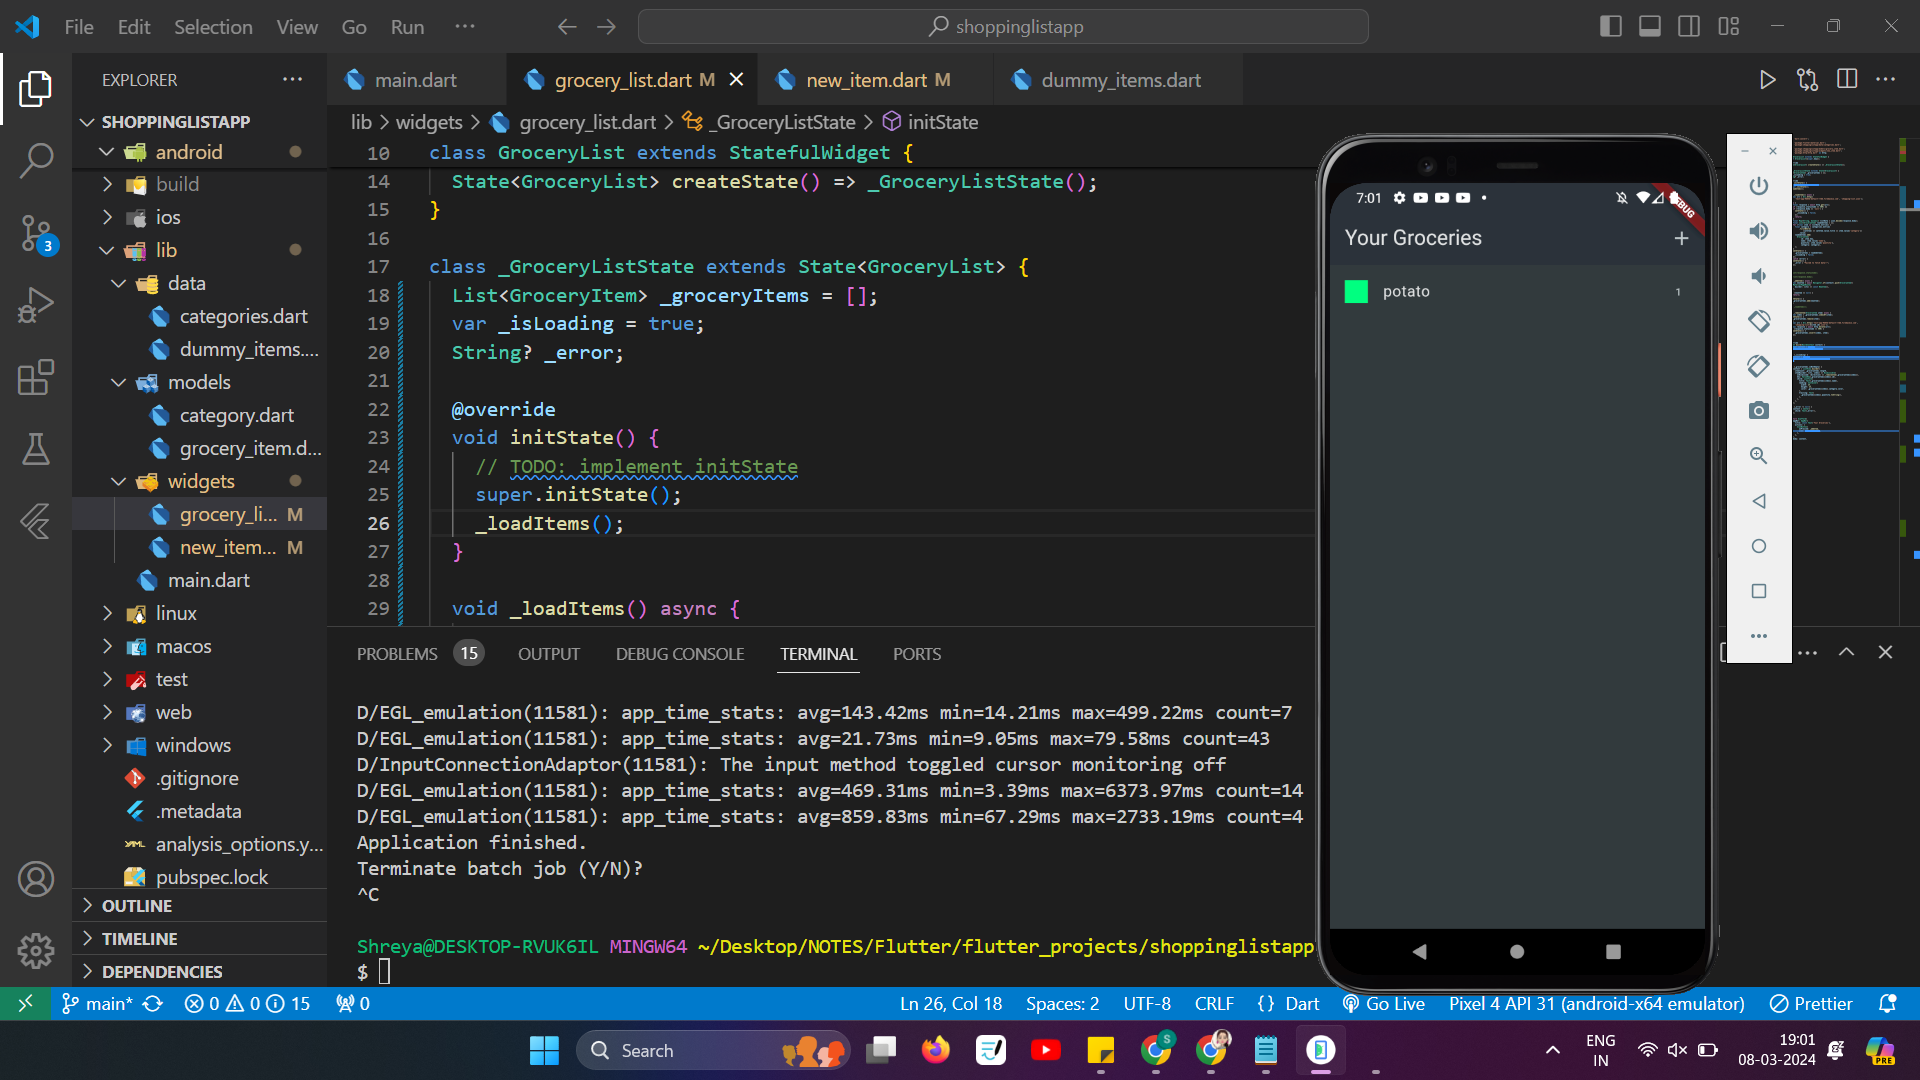 File Edit Selection View Go Run ···
shoppinglistapp
EXPLORER
SHOPPINGLISTAPP
android
build
ios
lib
data
categories.dart
dummy_items....
models
category.dart
grocery_item.d...
widgets
grocery_li... M
new_item... M
main.dart
linux
macos
test
web
windows
.gitignore
.metadata
analysis_options.y...
pubspec.lock
OUTLINE
TIMELINE
DEPENDENCIES
3
main.dart
grocery_list.dart M
new_item.dart M
dummy_items.dart
lib > widgets > grocery_list.dart > _GroceryListState > initState
10 class GroceryList extends StatefulWidget {
14 State<GroceryList> createState() => _GroceryListState();
15 }
16
17 class _GroceryListState extends State<GroceryList> {
18 List<GroceryItem> _groceryItems = [];
19 var _isLoading = true;
20 String? _error;
21
22 @override
23 void initState() {
24 // TODO: implement initState
25 super.initState();
26 _loadItems();
27 }
28
29 void _loadItems() async {
PROBLEMS 15 OUTPUT DEBUG CONSOLE TERMINAL PORTS
D/EGL_emulation(11581): app_time_stats: avg=143.42ms min=14.21ms max=499.22ms count=7
D/EGL_emulation(11581): app_time_stats: avg=21.73ms min=9.05ms max=79.58ms count=43
D/InputConnectionAdaptor(11581): The input method toggled cursor monitoring off
D/EGL_emulation(11581): app_time_stats: avg=469.31ms min=3.39ms max=6373.97ms count=14
D/EGL_emulation(11581): app_time_stats: avg=859.83ms min=67.29ms max=2733.19ms count=4
Application finished.
Terminate batch job (Y/N)?
^C
Shreya@DESKTOP-RVUK6IL MINGW64 ~/Desktop/NOTES/Flutter/flutter_projects/shoppinglistapp
$
7:01
Your Groceries +
potato 1
main* 0 0 15 0
Ln 26, Col 18 Spaces: 2 UTF-8 CRLF {} Dart Go Live Pixel 4 API 31 (android-x64 emulator) Prettier
Search
ENG
IN
19:01
08-03-2024
PRE